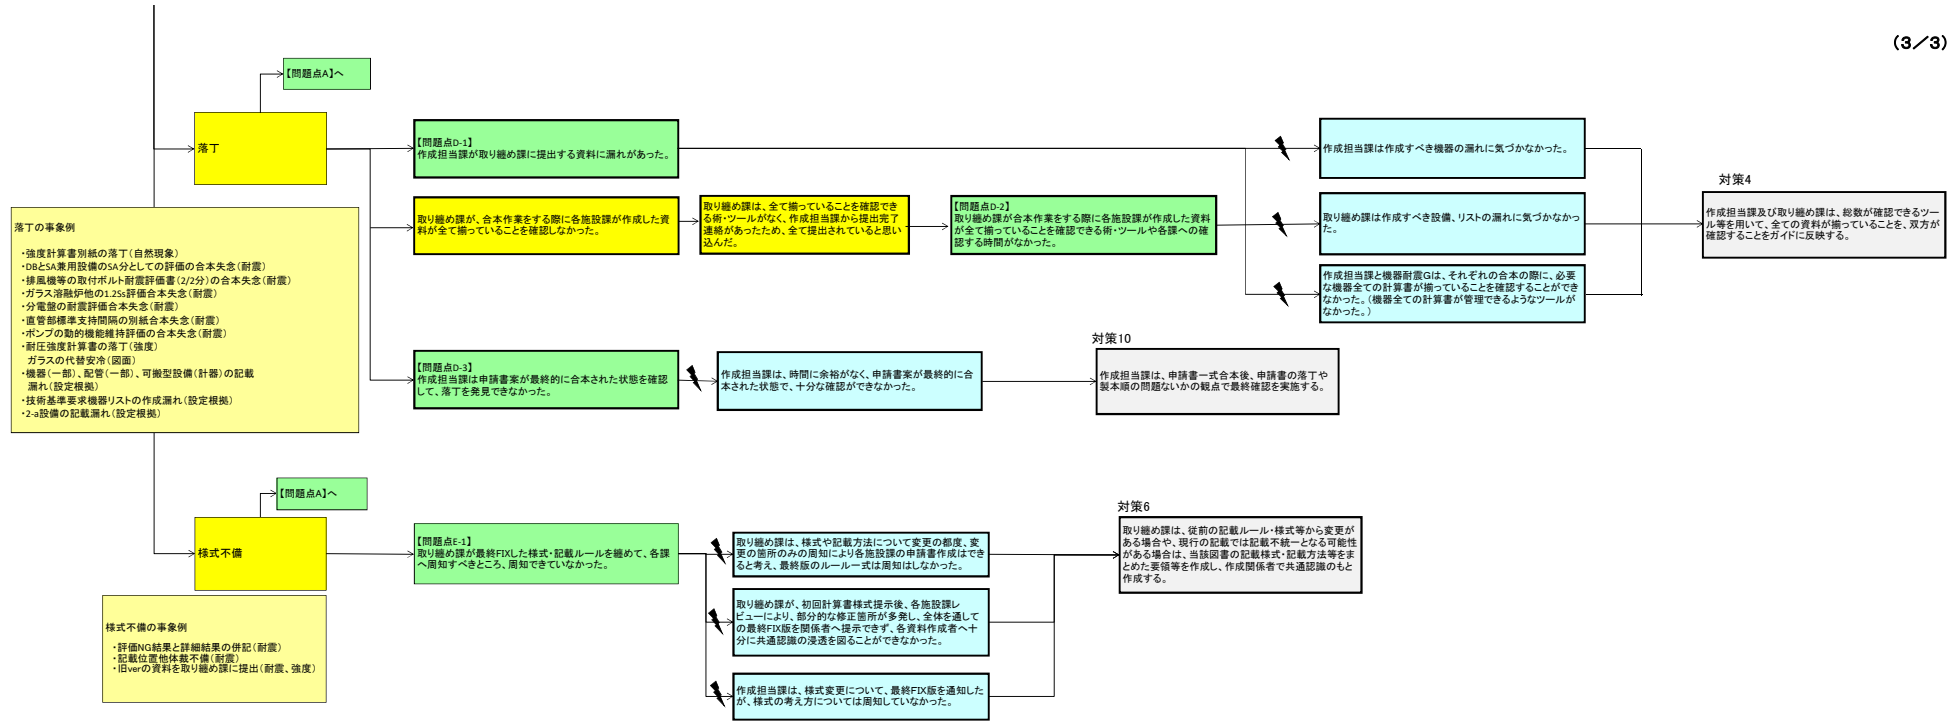 (3／3)
【問題点A】へ
落丁
【問題点D-1】
作成担当課が取り纏め課に提出する資料に漏れがあった。
作成担当課は作成すべき機器の漏れに気づかなかった。
取り纏め課が、合本作業をする際に各施設課が作成した資
料が全て揃っていることを確認しなかった。
取り纏め課は、全て揃っていることを確認でき
る術・ツールがなく、作成担当課から提出完了
連絡があったため、全て提出されていると思い
込んだ。
【問題点D-2】
取り纏め課が合本作業をする際に各施設課が作成した資料
が全て揃っていることを確認できる術・ツールや各課への確
認する時間がなかった。
取り纏め課は作成すべき設備、リストの漏れに気づかなかっ
た。
作成担当課と機器耐震Gは、それぞれの合本の際に、必要
な機器全ての計算書が揃っていることを確認することができ
なかった。（機器全ての計算書が管理できるようなツールが
なかった。）
対策4
作成担当課及び取り纏め課は、総数が確認できるツー
ル等を用いて、全ての資料が揃っていることを、双方が
確認することをガイドに反映する。
落丁の事象例
・強度計算書別紙の落丁（自然現象）
・DBとSA兼用設備のSA分としての評価の合本失念（耐震）
・排風機等の取付ボルト耐震評価書（2/2分）の合本失念（耐震）
・ガラス溶融炉他の1.2Ss評価合本失念（耐震）
・分電盤の耐震評価合本失念（耐震）
・直管部標準支持間隔の別紙合本失念（耐震）
・ポンプの動的機能維持評価の合本失念（耐震）
・耐圧強度計算書の落丁（強度）
ガラスの代替安冷（図面）
・機器（一部）、配管（一部）、可搬型設備（計器）の記載
漏れ（設定根拠）
・技術基準要求機器リストの作成漏れ（設定根拠）
・2-a設備の記載漏れ（設定根拠）
【問題点D-3】
作成担当課は申請書案が最終的に合本された状態を確認
して、落丁を発見できなかった。
作成担当課は、時間に余裕がなく、申請書案が最終的に合
本された状態で、十分な確認ができなかった。
対策10
作成担当課は、申請書一式合本後、申請書の落丁や
製本順の問題ないかの観点で最終確認を実施する。
【問題点A】へ
様式不備
【問題点E-1】
取り纏め課が最終FIXした様式・記載ルールを纏めて、各課
へ周知すべきところ、周知できていなかった。
取り纏め課は、様式や記載方法について変更の都度、変
更の箇所のみの周知により各施設課の申請書作成はでき
ると考え、最終版のルール一式は周知はしなかった。
取り纏め課が、初回計算書様式提示後、各施設課レ
ビューにより、部分的な修正箇所が多発し、全体を通して
の最終FIX版を関係者へ提示できず、各資料作成者へ十
分に共通認識の浸透を図ることができなかった。
作成担当課は、様式変更について、最終FIX版を通知した
が、様式の考え方については周知していなかった。
対策6
取り纏め課は、従前の記載ルール・様式等から変更が
ある場合や、現行の記載では記載不統一となる可能性
がある場合は、当該図書の記載様式・記載方法等をま
とめた要領等を作成し、作成関係者で共通認識のもと
作成する。
様式不備の事象例
・評価NG結果と詳細結果の併記（耐震）
・記載位置他体裁不備（耐震）
・旧verの資料を取り纏め課に提出（耐震、強度）